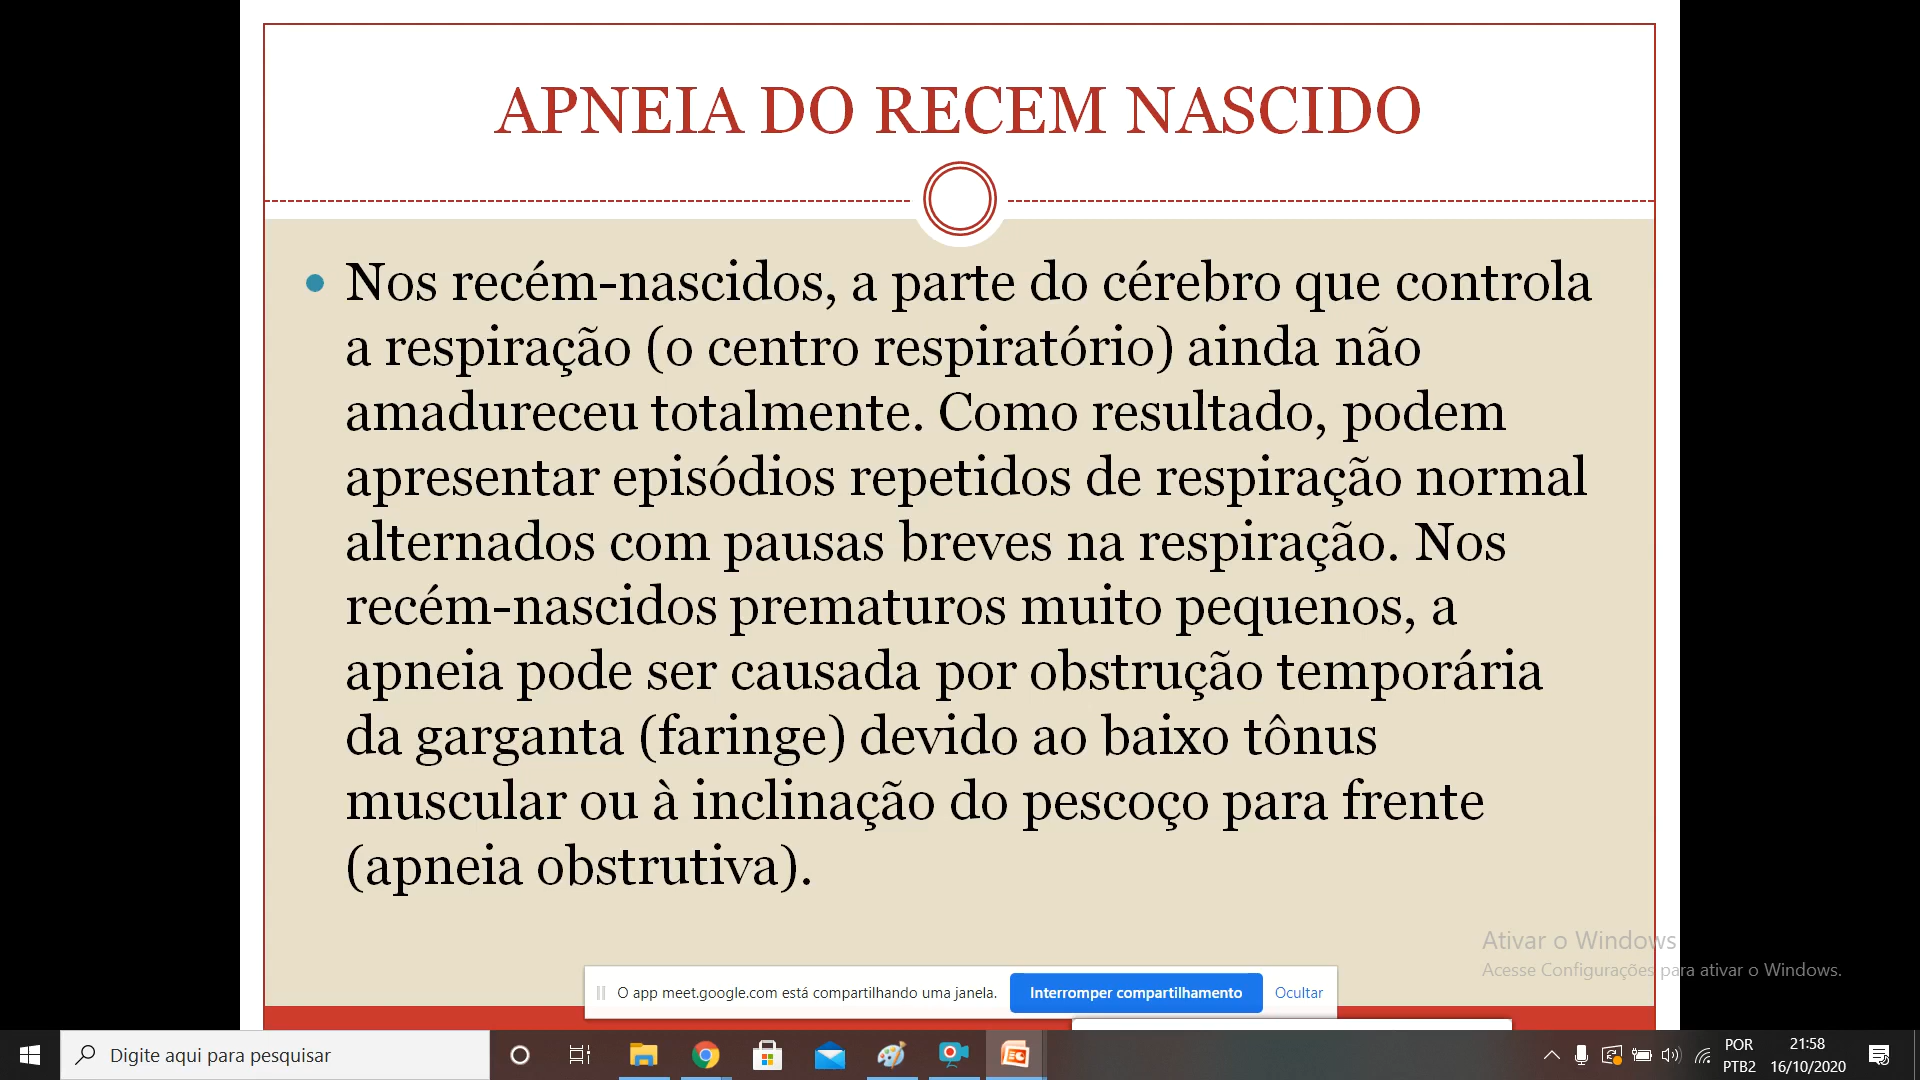 APNEIA DO RECEM NASCIDO
Nos recém-nascidos, a parte do cérebro que controla
a respiração (o centro respiratório) ainda não
amadureceu totalmente. Como resultado, podem
apresentar episódios repetidos de respiração normal
alternados com pausas breves na respiração. Nos
recém-nascidos prematuros muito pequenos, a
apneia pode ser causada por obstrução temporária
da garganta (faringe) devido ao baixo tônus
muscular ou à inclinação do pescoço para frente
(apneia obstrutiva).
Ativar o Windows
Acesse Configurações para ativar o Windows.
O app meet.google.com está compartilhando uma janela. Interromper compartilhamento Ocultar
Digite aqui para pesquisar
POR
PTB2
21:58
16/10/2020